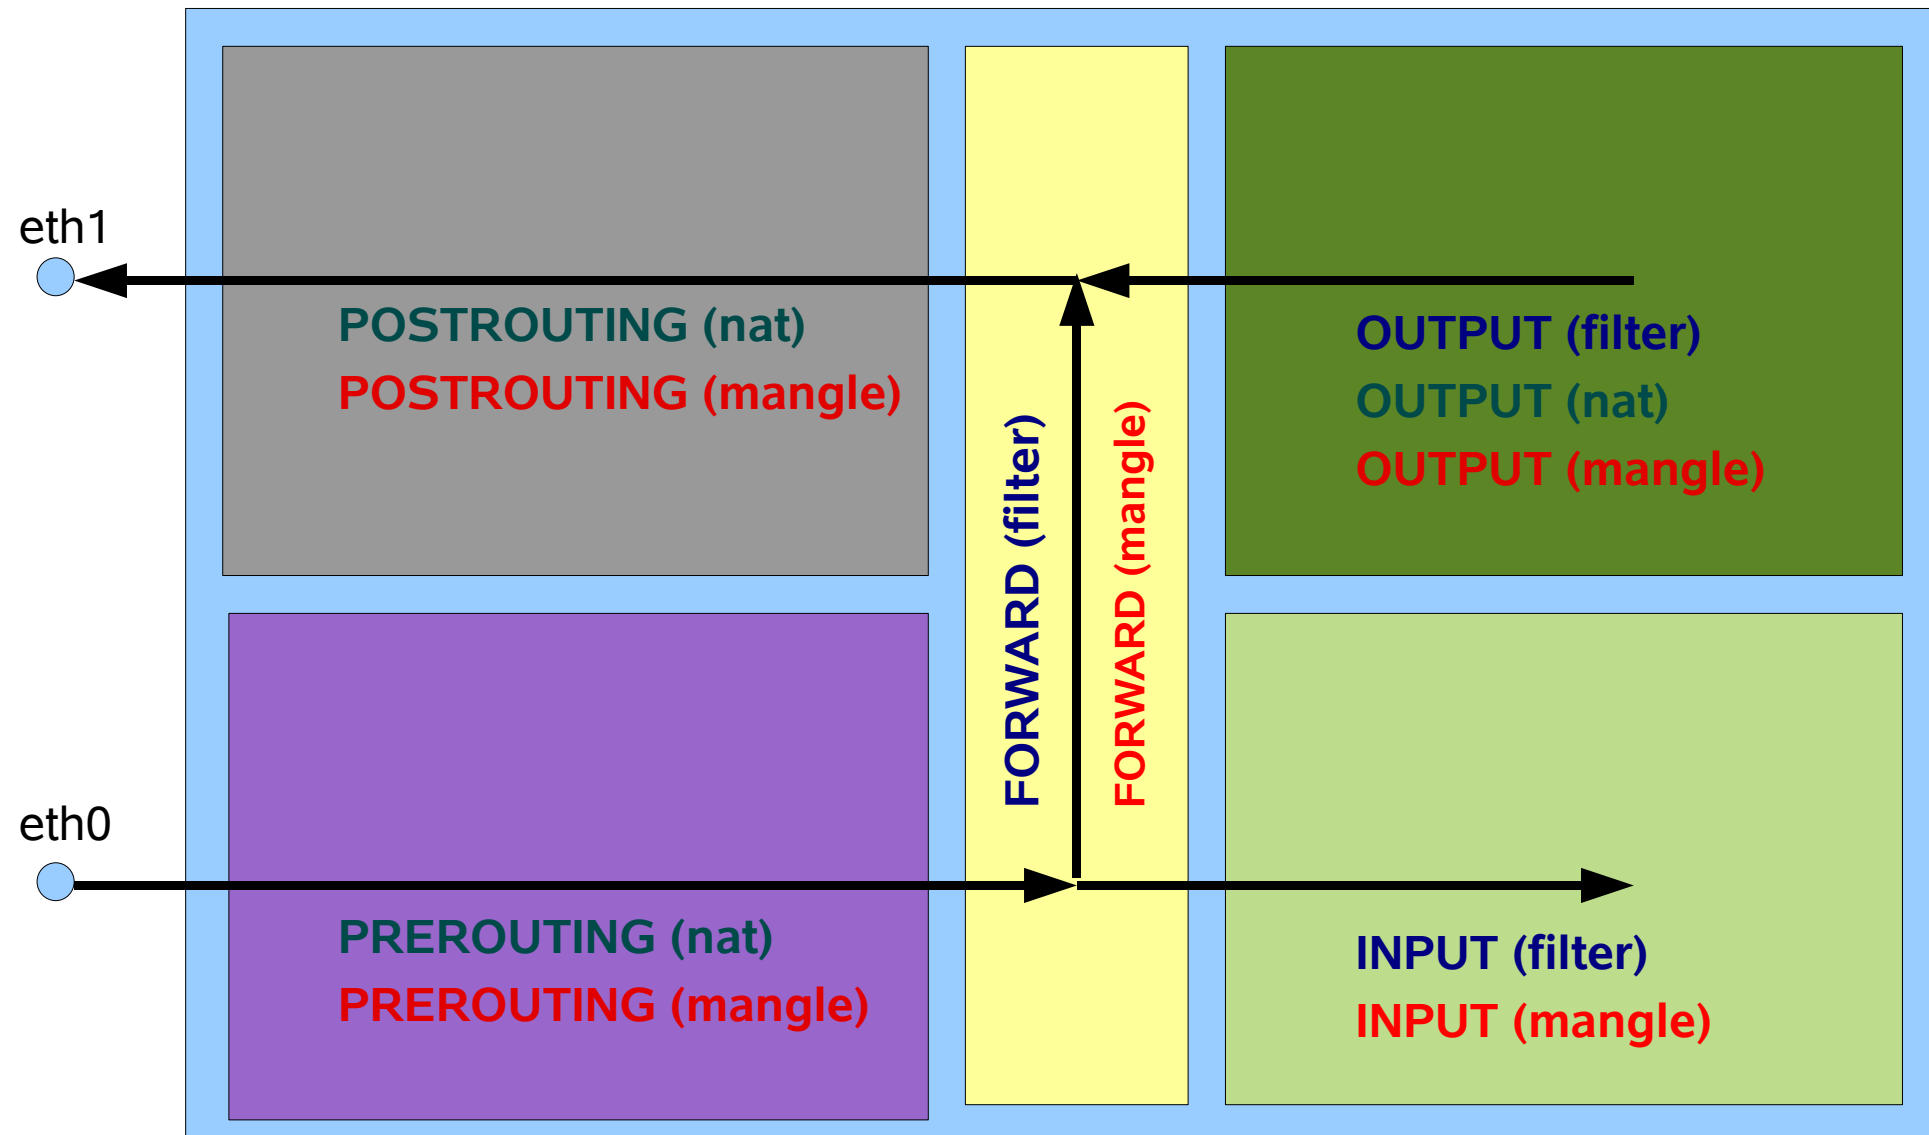 eth1
POSTROUTING (nat)
POSTROUTING (mangle)
FORWARD (filter)
FORWARD (mangle)
OUTPUT (filter)
OUTPUT (nat)
OUTPUT (mangle)
eth0
PREROUTING (nat)
PREROUTING (mangle)
INPUT (filter)
INPUT (mangle)